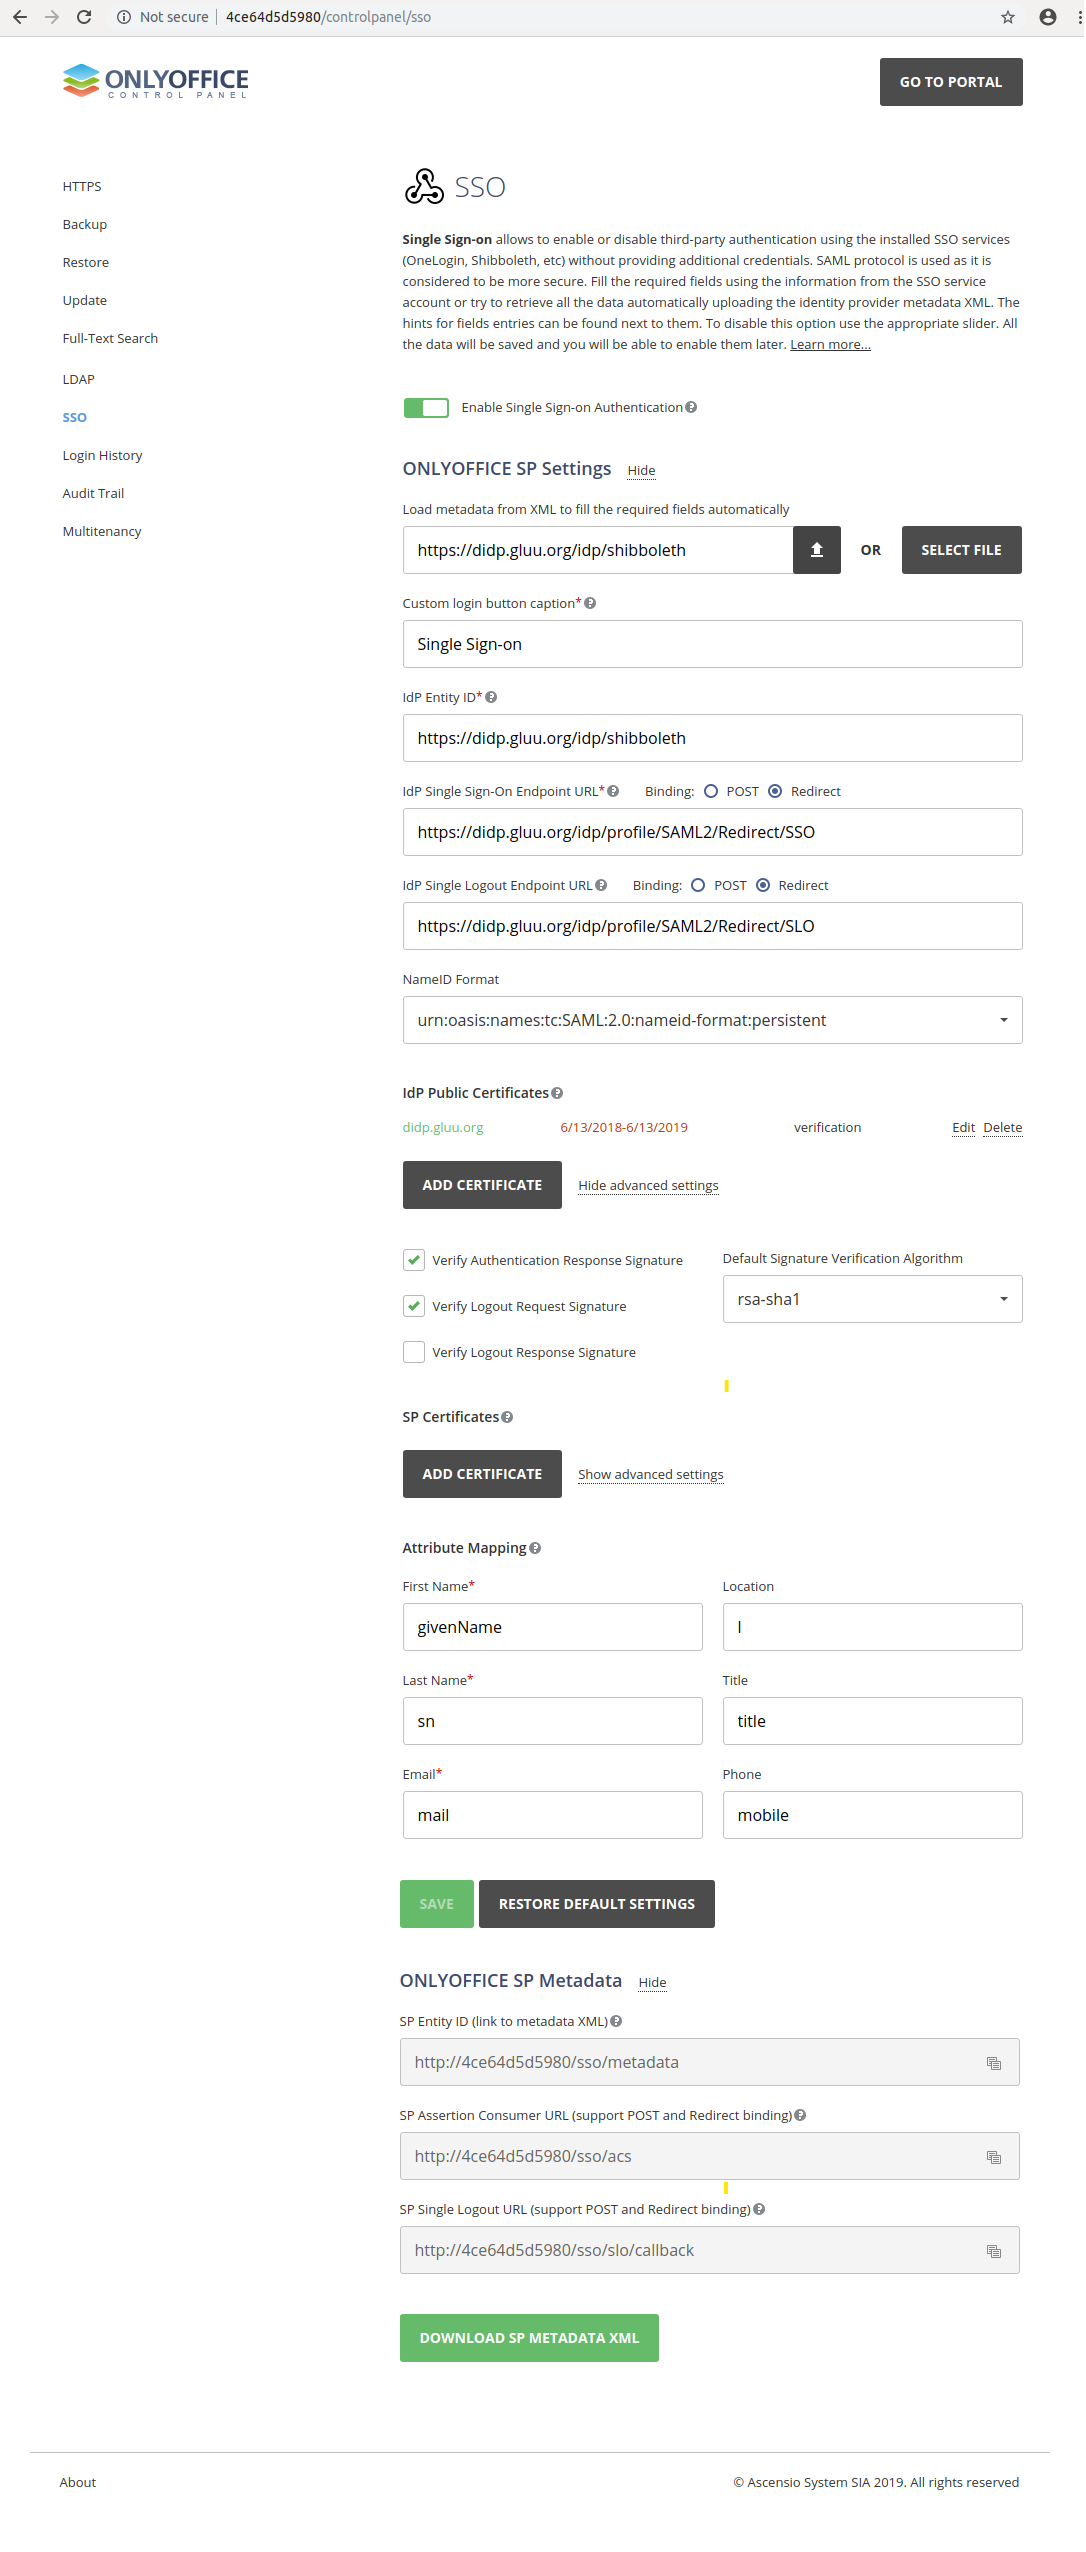 Not secure | 4ce64d5d5980/controlpanel/sso
ONLYOFFICE
CONTROL PANEL
GO TO PORTAL
HTTPS
Backup
Restore
Update
Full-Text Search
LDAP
SSO
Login History
Audit Trail
Multitenancy
SSO
Single Sign-on allows to enable or disable third-party authentication using the installed SSO services
(OneLogin, Shibboleth, etc) without providing additional credentials. SAML protocol is used as it is
considered to be more secure. Fill the required fields using the information from the SSO service
account or try to retrieve all the data automatically uploading the identity provider metadata XML. The
hints for fields entries can be found next to them. To disable this option use the appropriate slider. All
the data will be saved and you will be able to enable them later. Learn more...
Enable Single Sign-on Authentication
ONLYOFFICE SP Settings Hide
Load metadata from XML to fill the required fields automatically
https://didp.gluu.org/idp/shibboleth OR SELECT FILE
Custom login button caption*
Single Sign-on
IdP Entity ID*
https://didp.gluu.org/idp/shibboleth
IdP Single Sign-On Endpoint URL* Binding: POST Redirect
https://didp.gluu.org/idp/profile/SAML2/Redirect/SSO
IdP Single Logout Endpoint URL Binding: POST Redirect
https://didp.gluu.org/idp/profile/SAML2/Redirect/SLO
NameID Format
urn:oasis:names:tc:SAML:2.0:nameid-format:persistent
IdP Public Certificates
didp.gluu.org 6/13/2018-6/13/2019 verification Edit Delete
ADD CERTIFICATE Hide advanced settings
Verify Authentication Response Signature
Default Signature Verification Algorithm
rsa-sha1
Verify Logout Request Signature
Verify Logout Response Signature
SP Certificates
ADD CERTIFICATE Show advanced settings
Attribute Mapping
First Name* Location
givenName l
Last Name* Title
sn title
Email* Phone
mail mobile
SAVE RESTORE DEFAULT SETTINGS
ONLYOFFICE SP Metadata Hide
SP Entity ID (link to metadata XML)
http://4ce64d5d5980/sso/metadata
SP Assertion Consumer URL (support POST and Redirect binding)
http://4ce64d5d5980/sso/acs
SP Single Logout URL (support POST and Redirect binding)
http://4ce64d5d5980/sso/slo/callback
DOWNLOAD SP METADATA XML
About © Ascensio System SIA 2019. All rights reserved